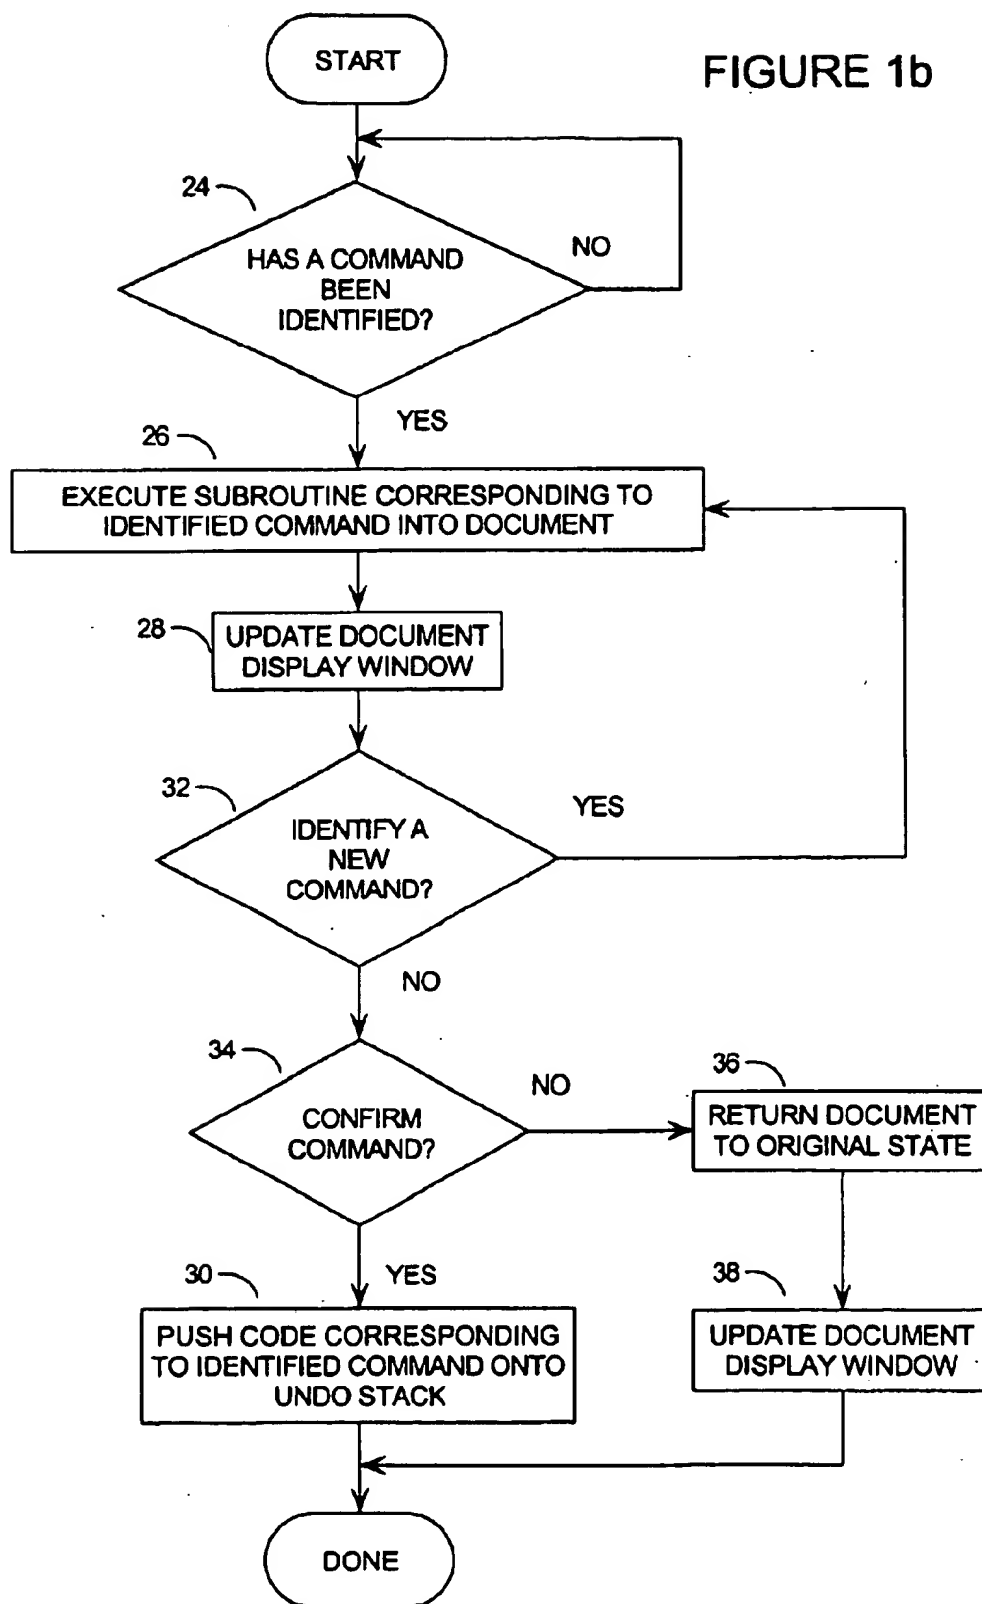 START
FIGURE 1b
24
HAS A COMMAND
BEEN
IDENTIFIED?
NO
YES
26
EXECUTE SUBROUTINE CORRESPONDING TO
IDENTIFIED COMMAND INTO DOCUMENT
28
UPDATE DOCUMENT
DISPLAY WINDOW
32
IDENTIFY A
NEW
COMMAND?
YES
NO
34
CONFIRM
COMMAND?
NO
36
RETURN DOCUMENT
TO ORIGINAL STATE
YES
30
PUSH CODE CORRESPONDING
TO IDENTIFIED COMMAND ONTO
UNDO STACK
38
UPDATE DOCUMENT
DISPLAY WINDOW
DONE